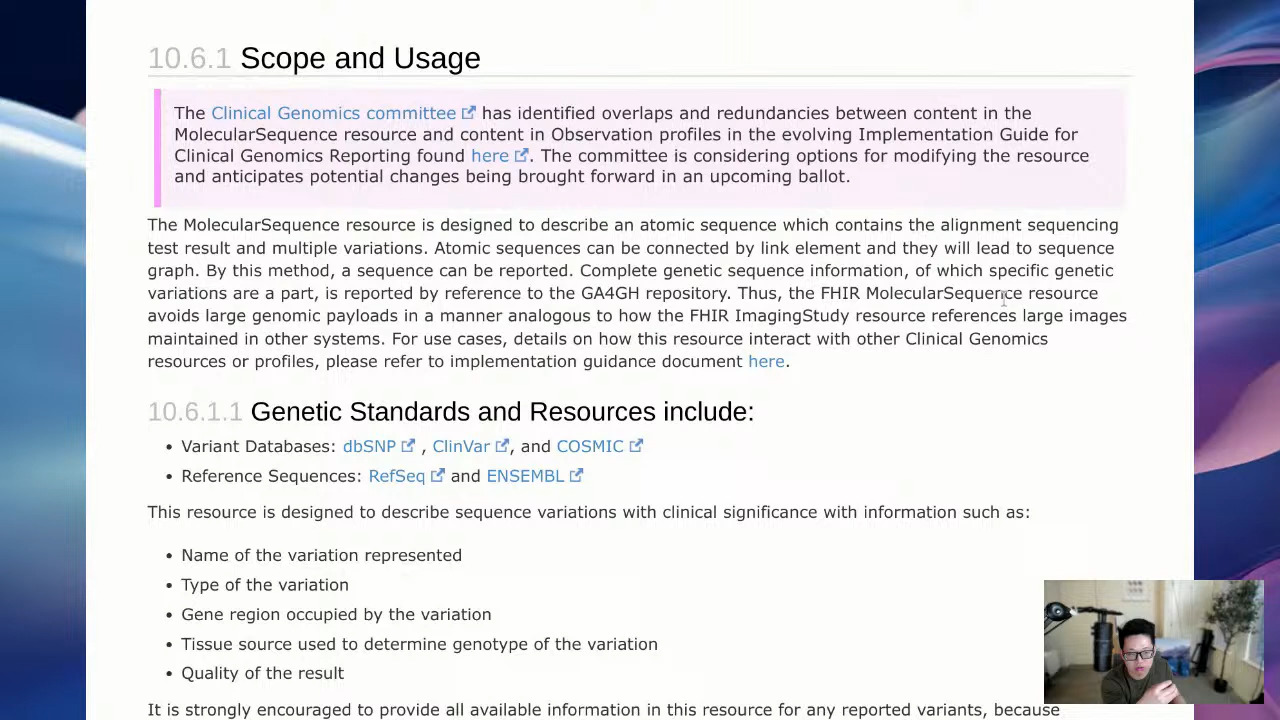 10.6.1 Scope and Usage
The Clinical Genomics committee has identified overlaps and redundancies between content in the
MolecularSequence resource and content in Observation profiles in the evolving Implementation Guide for
Clinical Genomics Reporting found here . The committee is considering options for modifying the resource
and anticipates potential changes being brought forward in an upcoming ballot.
The MolecularSequence resource is designed to describe an atomic sequence which contains the alignment sequencing
test result and multiple variations. Atomic sequences can be connected by link element and they will lead to sequence
graph. By this method, a sequence can be reported. Complete genetic sequence information, of which specific genetic
variations are a part, is reported by reference to the GA4GH repository. Thus, the FHIR MolecularSequence resource
avoids large genomic payloads in a manner analogous to how the FHIR ImagingStudy resource references large images
maintained in other systems. For use cases, details on how this resource interact with other Clinical Genomics
resources or profiles, please refer to implementation guidance document here.
10.6.1.1 Genetic Standards and Resources include:
• Variant Databases: dbSNP , ClinVar , and COSMIC
• Reference Sequences: RefSeq and ENSEMBL
This resource is designed to describe sequence variations with clinical significance with information such as:
• Name of the variation represented
• Type of the variation
• Gene region occupied by the variation
• Tissue source used to determine genotype of the variation
• Quality of the result
It is strongly encouraged to provide all available information in this resource for any reported variants, because